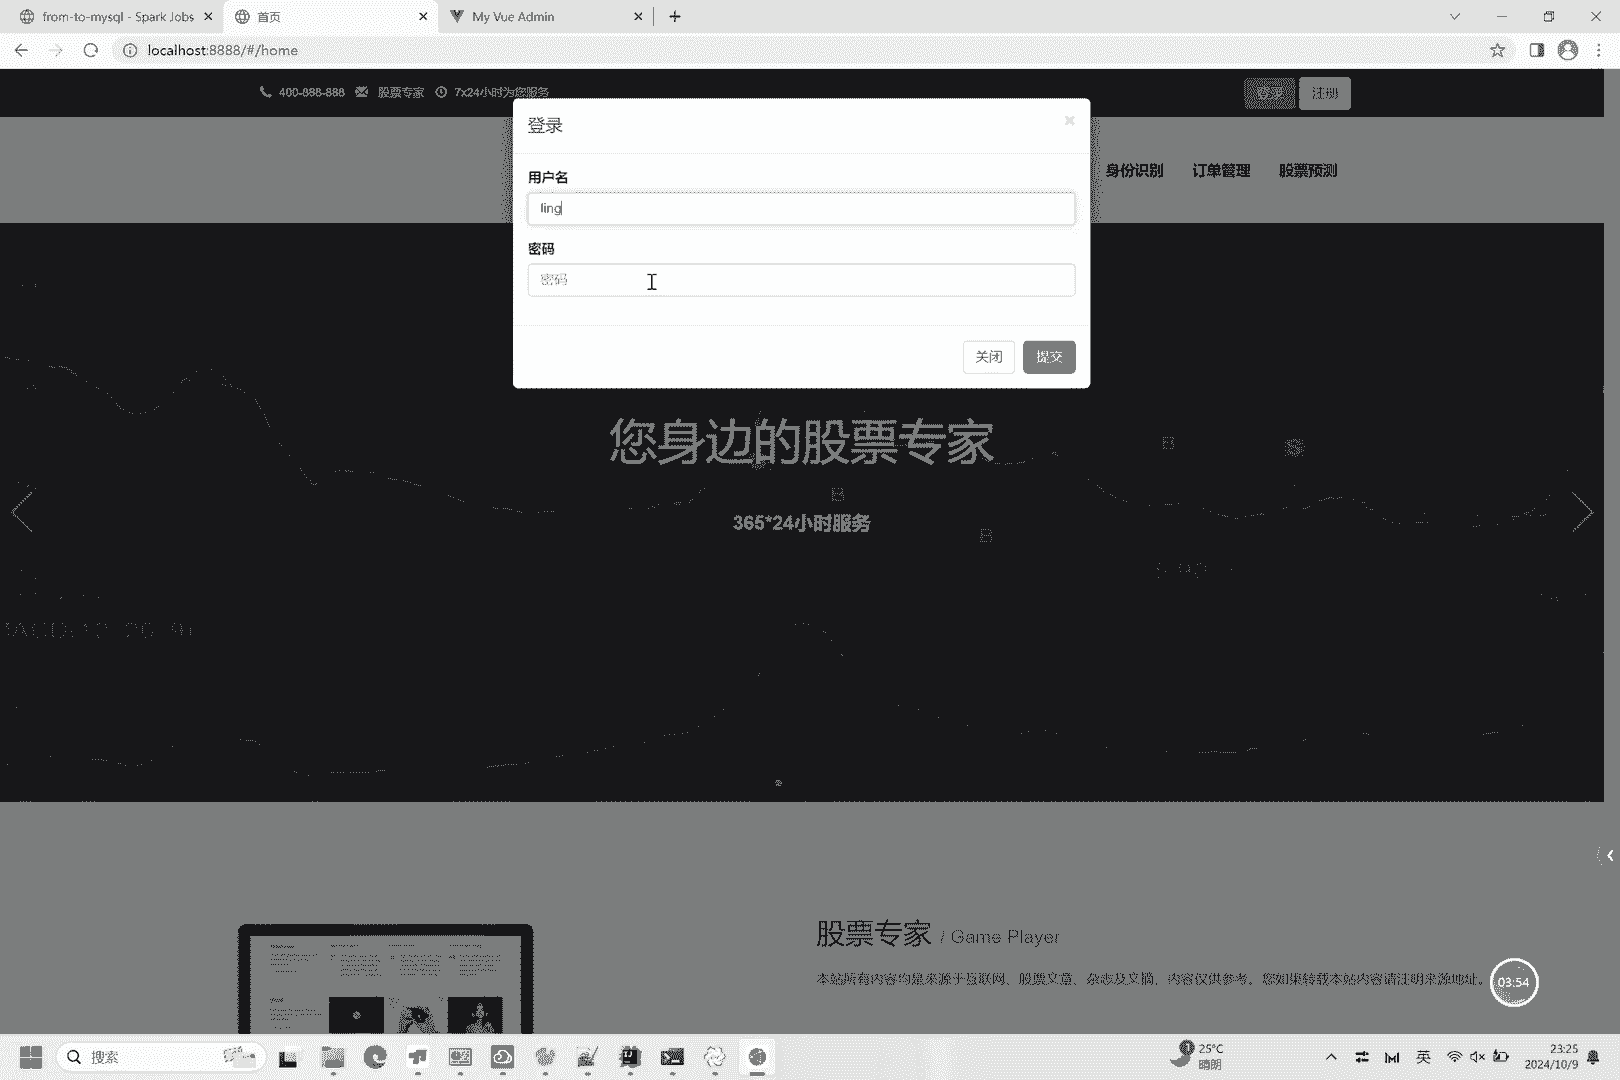 from-to-mysql - Spark Jobs
首页
My Vue Admin
localhost:8888/#/home
400-888-888 股票专家 7x24小时为您服务
登录 注册
登录
身份识别 订单管理 股票预测
用户名
ling
密码
密码
关闭 提交
您身边的股票专家
B
S
B
365*24小时服务
B
股票专家 / Game Player
本站所有内容均是来源于互联网、股票文章、杂志及文摘，内容仅供参考。您如果转载本站内容请注明来源地址。
03:54
搜索
1
25°C
晴朗
英
23:25
2024/10/9